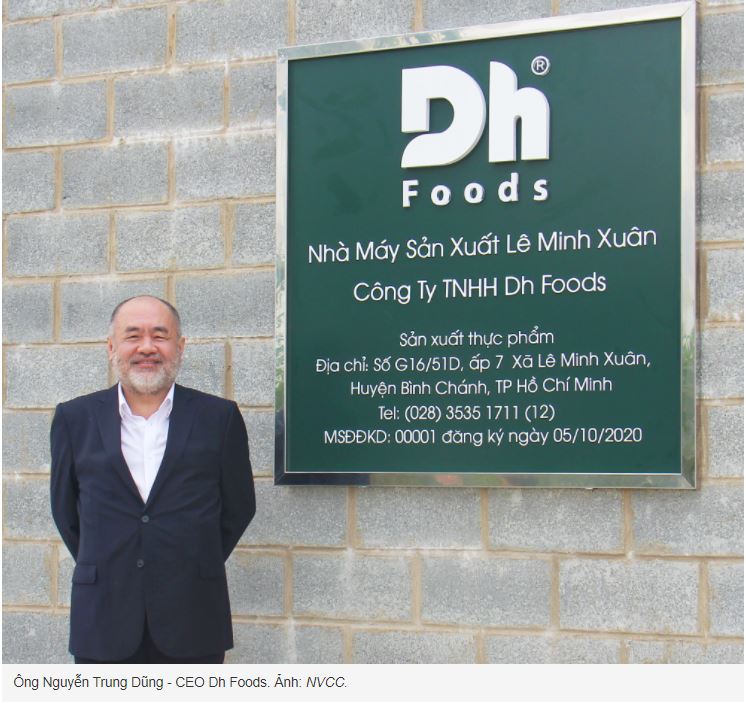 Dh®
Foods
Nhà Máy Sản Xuất Lê Minh Xuân
Công Ty TNHH Dh Foods
Sản xuất thực phẩm
Địa chỉ: Số G16/51D, ấp 7 Xã Lê Minh Xuân,
Huyện Bình Chánh, TP Hồ Chí Minh
Tel: (028) 3535 1711 (12)
MSĐĐKD: 00001 đăng ký ngày 05/10/2020
Ông Nguyễn Trung Dũng - CEO Dh Foods. Ảnh: NVCC.